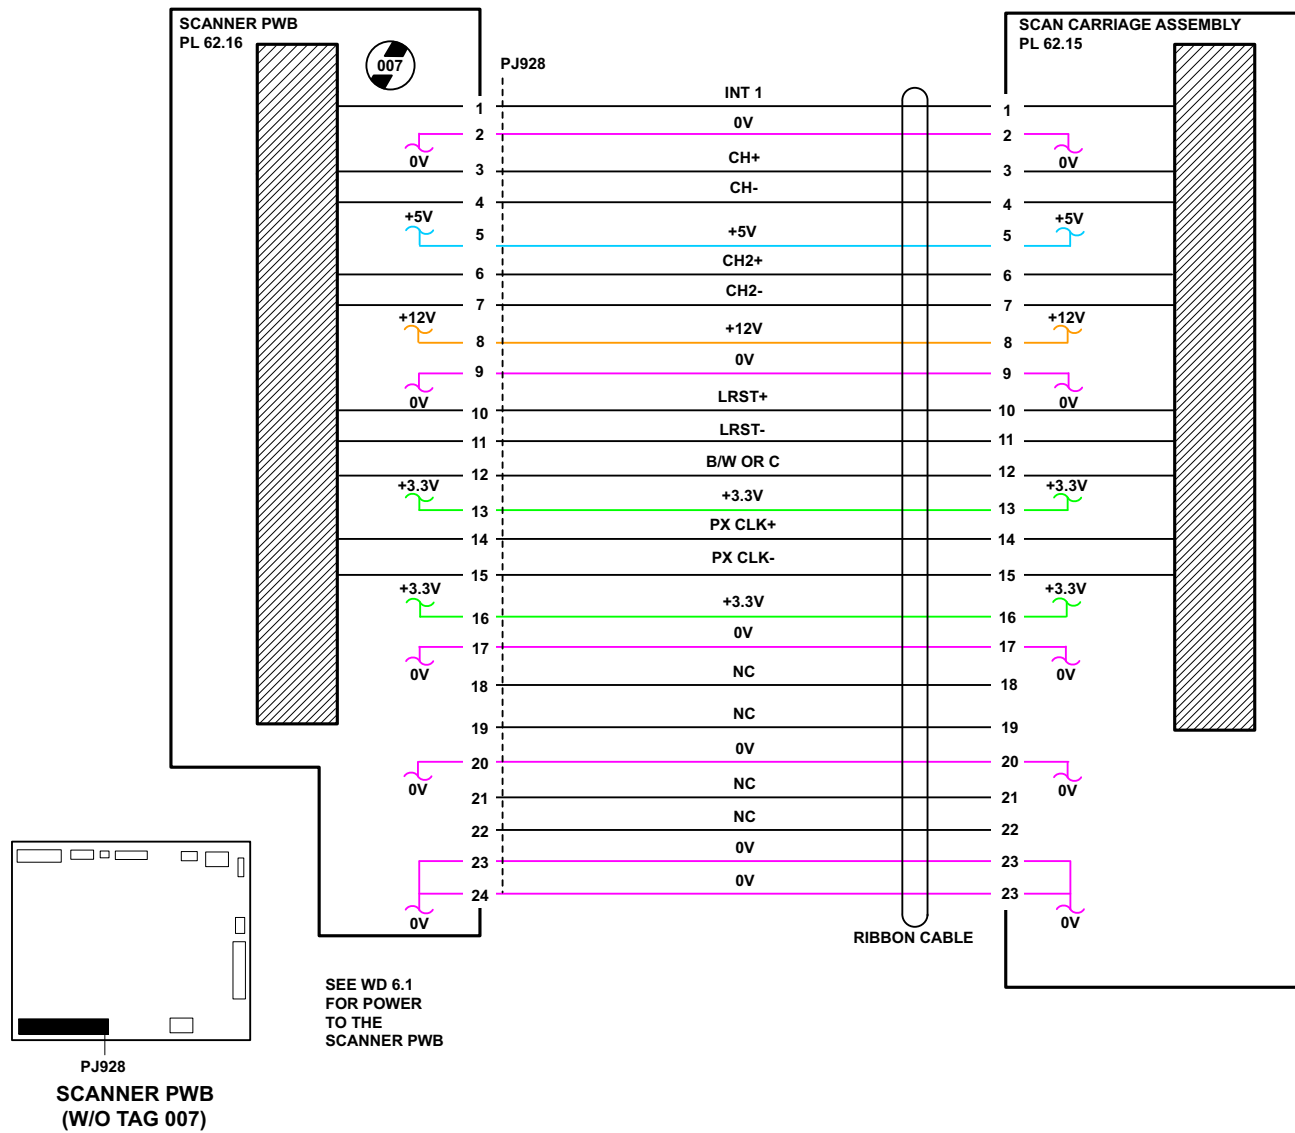 SCANNER PWB
PL 62.16
007
PJ928
SCAN CARRIAGE ASSEMBLY
PL 62.15
1 INT 1 1
2 0V 2
0V 0V
3 CH+ 3
4 CH- 4
+5V +5V
5 +5V 5
6 CH2+ 6
7 CH2- 7
+12V +12V
8 +12V 8
9 0V 9
0V 0V
10 LRST+ 10
11 LRST- 11
12 B/W OR C 12
+3.3V +3.3V
13 +3.3V 13
14 PX CLK+ 14
15 PX CLK- 15
+3.3V +3.3V
16 +3.3V 16
17 0V 17
0V 0V
18 NC 18
19 NC 19
20 0V 20
0V 0V
21 NC 21
22 NC 22
23 0V 23
24 0V 23
0V 0V
RIBBON CABLE
SEE WD 6.1
FOR POWER
TO THE
SCANNER PWB
PJ928
SCANNER PWB
(W/O TAG 007)